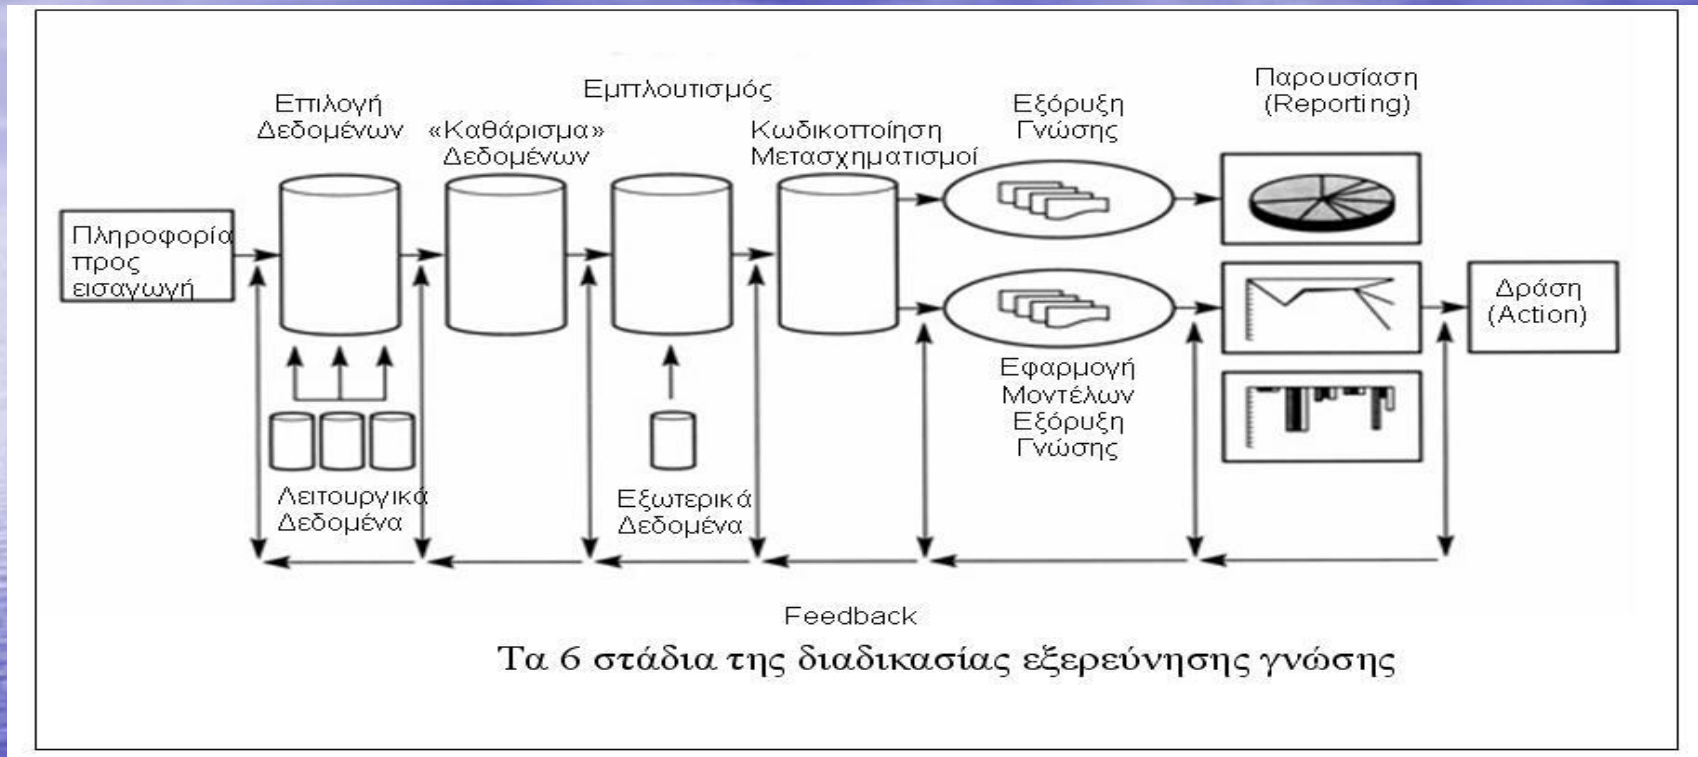 Πληροφορία
προς
εισαγωγή
Επιλογή
Δεδομένων
«Καθάρισμα»
Δεδομένων
Εμπλουτισμός
Κωδικοποίηση
Μετασχηματισμοί
Εξόρυξη
Γνώσης
Παρουσίαση
(Reporting)
Δράση
(Action)
Λειτουργικά
Δεδομένα
Εξωτερικά
Δεδομένα
Εφαρμογή
Μοντέλων
Εξόρυξη
Γνώσης
Feedback
Τα 6 στάδια της διαδικασίας εξερεύνησης γνώσης